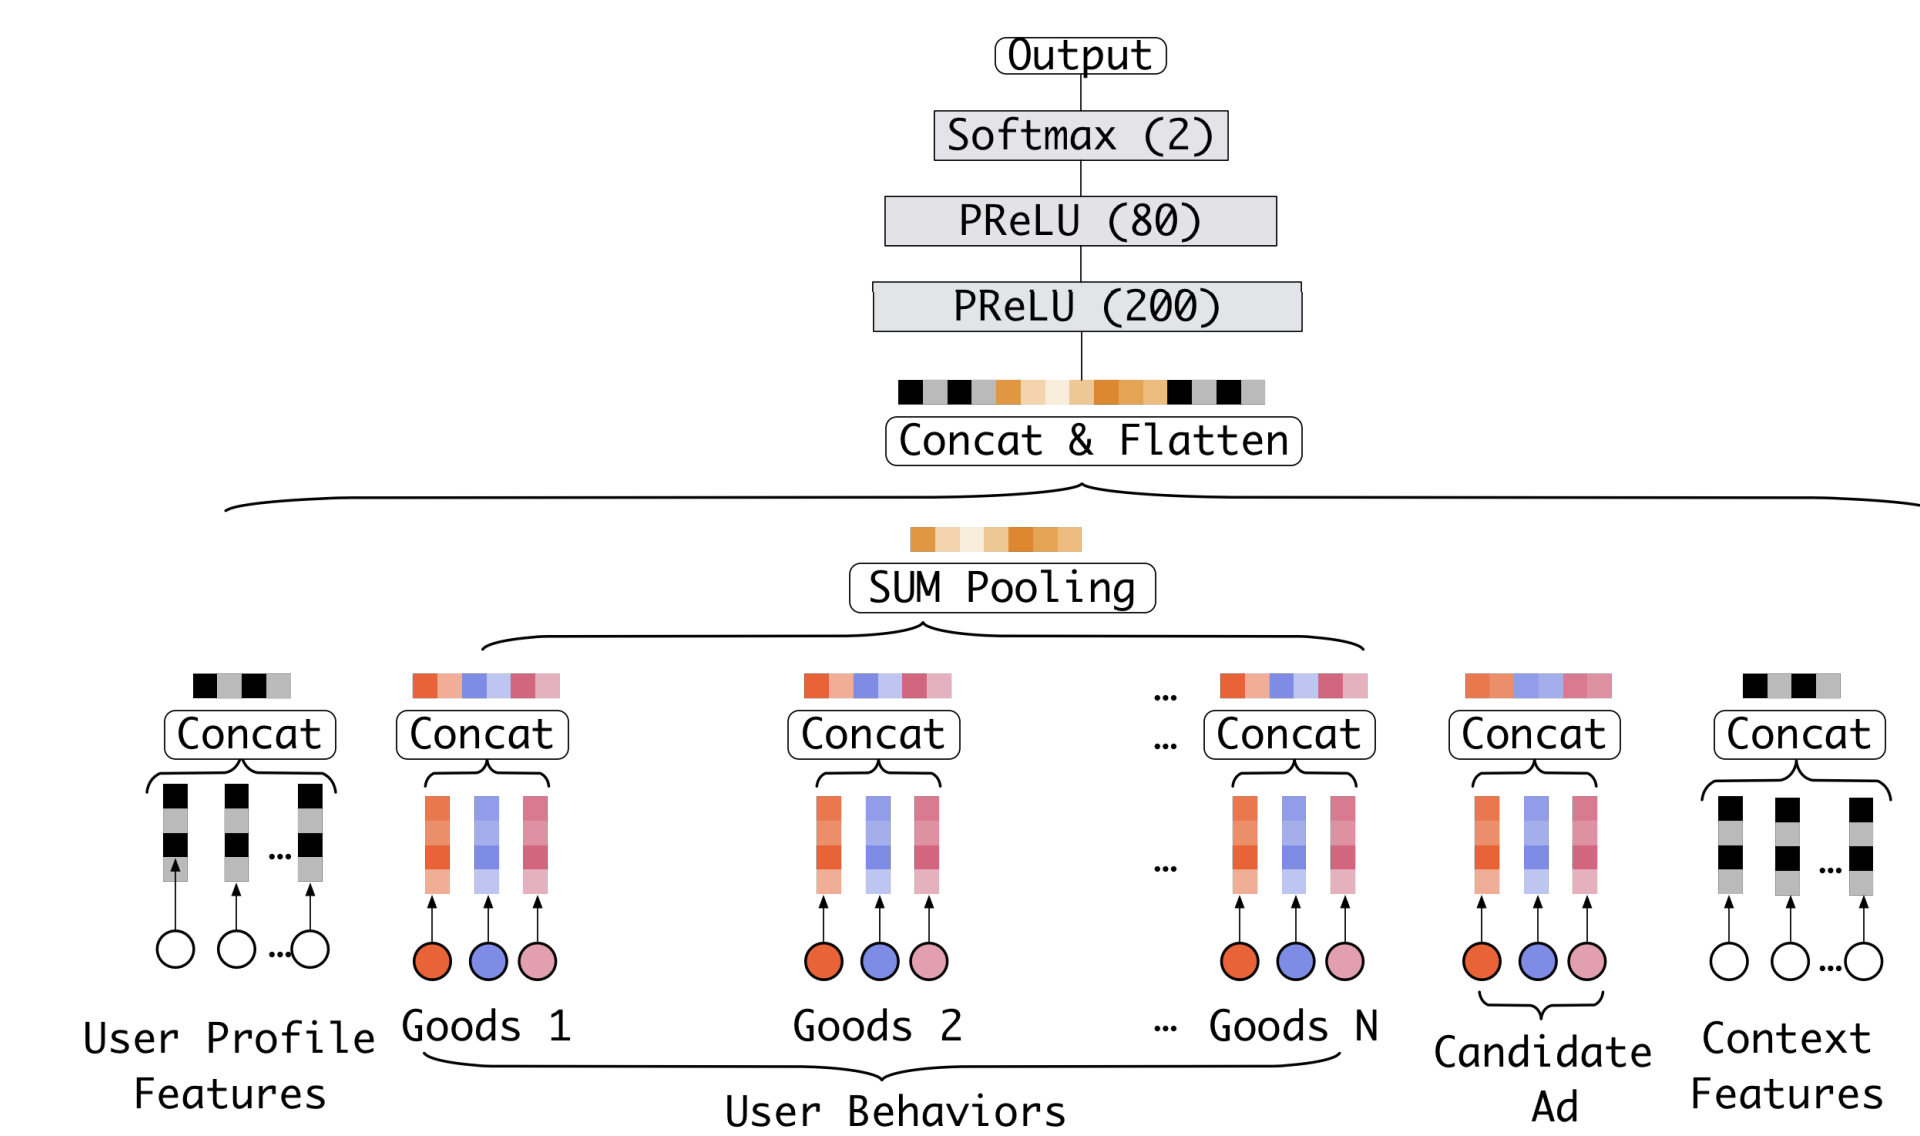 Output
Softmax (2)
PReLU (80)
PReLU (200)
Concat & Flatten
SUM Pooling
... 
Concat Concat Concat ... Concat Concat Concat
... ... ...
... ...
Goods 1 Goods 2 ... Goods N
User Profile
Features
User Behaviors
Candidate
Ad
Context
Features